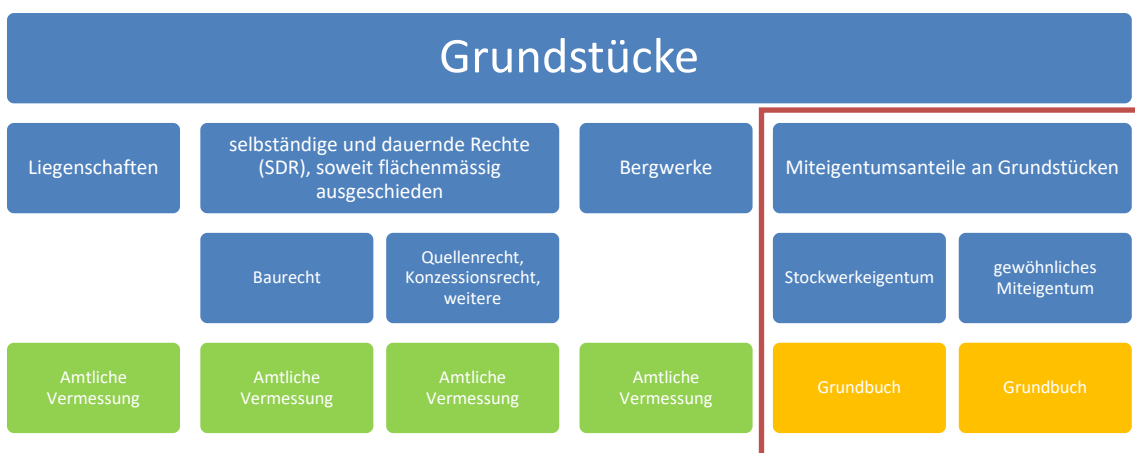 Grundstücke
Liegenschaften
selbständige und dauernde Rechte
(SDR), soweit flächenmässig
ausgeschieden
Bergwerke
Miteigentumsanteile an Grundstücken
Baurecht
Quellenrecht,
Konzessionsrecht,
weitere
Stockwerkeigentum
gewöhnliches
Miteigentum
Amtliche
Vermessung
Amtliche
Vermessung
Amtliche
Vermessung
Amtliche
Vermessung
Grundbuch
Grundbuch